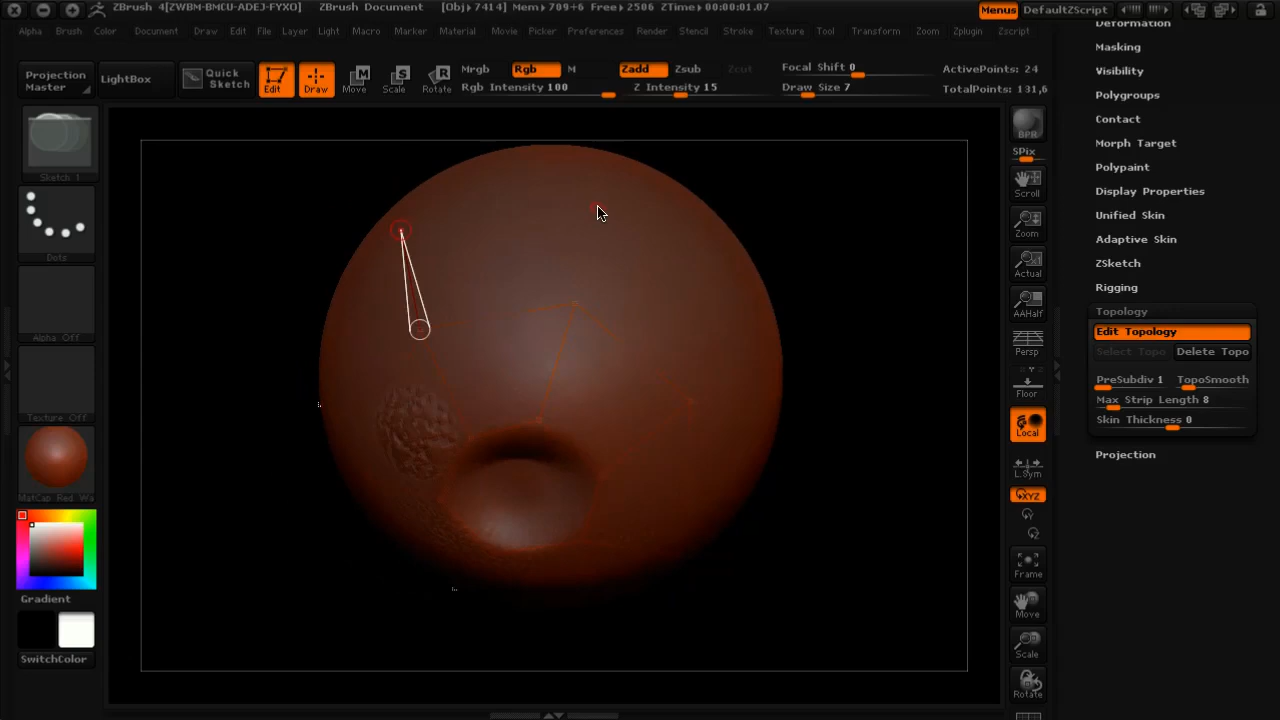 ZBrush 4[ZWBM-BMCU-ADEJ-FYXO] ZBrush Document [Obj▸7414] Mem▸709+6 Free▸2506 ZTime▸00:00:01.07 Menus DefaultZScript
Alpha Brush Color Document Draw Edit File Layer Light Macro Marker Material Movie Picker Preferences Render Stencil Stroke Texture Tool Transform Zoom Zplugin Zscript
Projection Master
LightBox
Quick Sketch
Edit
Draw
Move
Scale
Rotate
Mrgb Rgb M
Rgb Intensity 100
Zadd Zsub Zcut
Z Intensity 15
Focal Shift 0
Draw Size 7
ActivePoints: 24
TotalPoints: 131,6
Sketch 1
Dots
Alpha Off
Texture Off
MatCap Red Wa
Gradient
SwitchColor
BPR
SPix
Scroll
Zoom
Actual
AAHalf
Persp
Floor
Local
L.Sym
XYZ
Frame
Move
Scale
Rotate
Deformation
Masking
Visibility
Polygroups
Contact
Morph Target
Polypaint
Display Properties
Unified Skin
Adaptive Skin
ZSketch
Rigging
Topology
Edit Topology
Select Topo Delete Topo
PreSubdiv 1 TopoSmooth
Max Strip Length 8
Skin Thickness 0
Projection